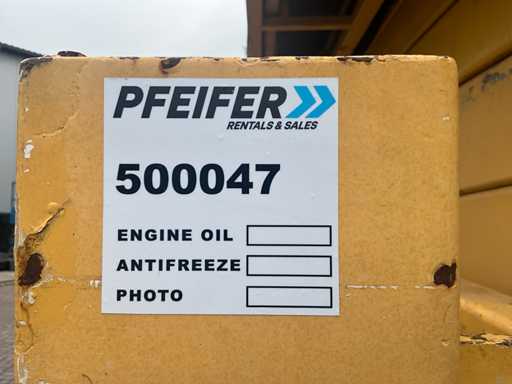 PFEIFER
RENTALS & SALES
500047
ENGINE OIL
ANTIFREEZE
PHOTO